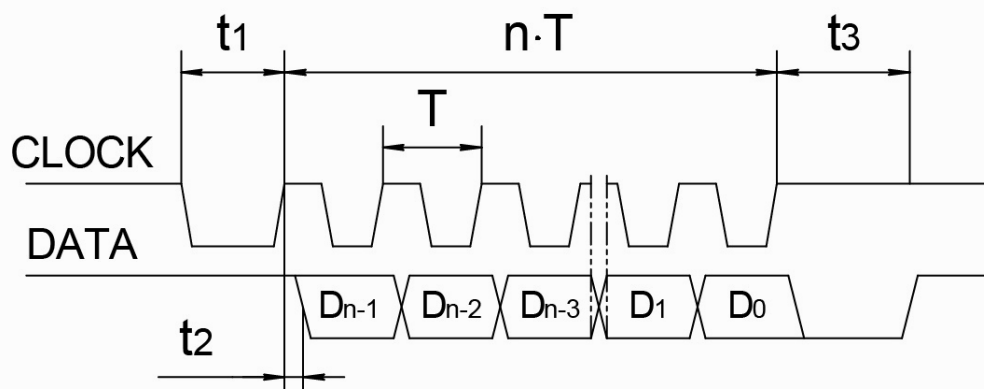 t1 n·T t3
T
CLOCK
DATA
Dn-1 Dn-2 Dn-3 D1 D0
t2